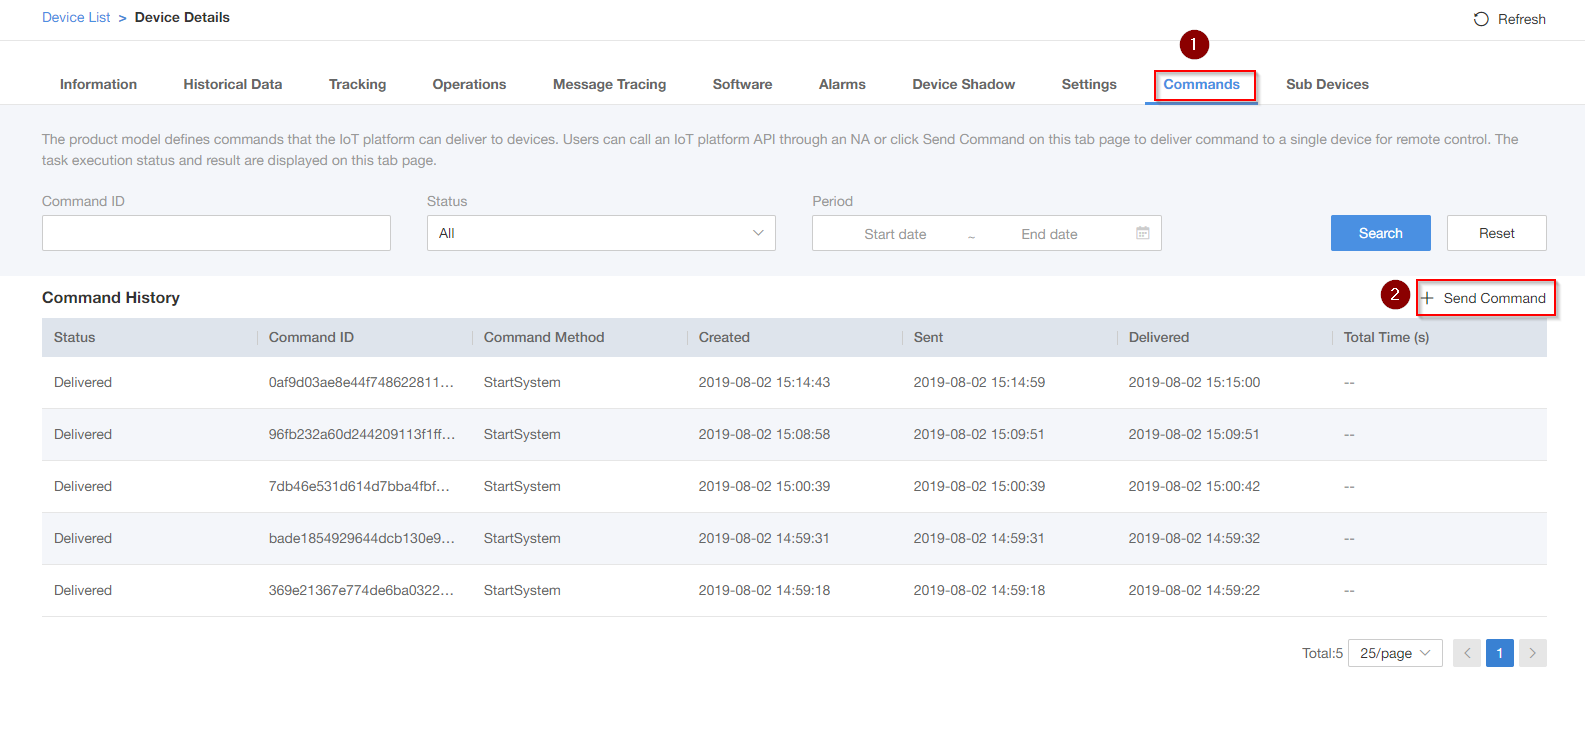 Device List > Device Details
Refresh
1
Information Historical Data Tracking Operations Message Tracing Software Alarms Device Shadow Settings Commands Sub Devices
The product model defines commands that the IoT platform can deliver to devices. Users can call an IoT platform API through an NA or click Send Command on this tab page to deliver command to a single device for remote control. The
task execution status and result are displayed on this tab page.
Command ID Status Period
All Start date ~ End date Search Reset
Command History 2 + Send Command
Status Command ID Command Method Created Sent Delivered Total Time (s)
Delivered 0af9d03ae8e44f748622811... StartSystem 2019-08-02 15:14:43 2019-08-02 15:14:59 2019-08-02 15:15:00 --
Delivered 96fb232a60d244209113f1ff... StartSystem 2019-08-02 15:08:58 2019-08-02 15:09:51 2019-08-02 15:09:51 --
Delivered 7db46e531d614d7bba4fbf... StartSystem 2019-08-02 15:00:39 2019-08-02 15:00:39 2019-08-02 15:00:42 --
Delivered bade1854929644dcb130e9... StartSystem 2019-08-02 14:59:31 2019-08-02 14:59:31 2019-08-02 14:59:32 --
Delivered 369e21367e774de6ba0322... StartSystem 2019-08-02 14:59:18 2019-08-02 14:59:18 2019-08-02 14:59:22 --
Total:5 25/page < 1 >